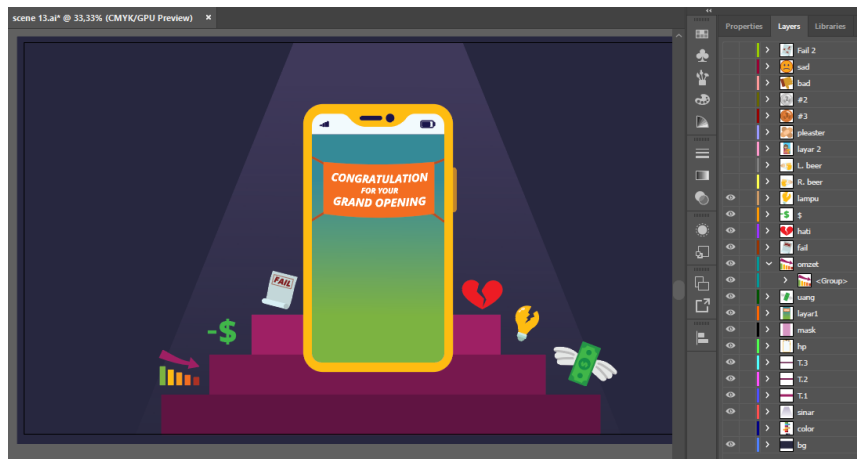 scene 13.ai* @ 33,33% (CMYK/GPU Preview) ×
Properties Layers Libraries
CONGRATULATION
FOR YOUR
GRAND OPENING
FAIL
-$
Fail 2
sad
bad
#2
#3
pleaster
layar 2
L. beer
R. beer
lampu
$
hati
fail
omzet
<Group>
uang
layar1
mask
hp
T.3
T.2
T.1
sinar
color
bg